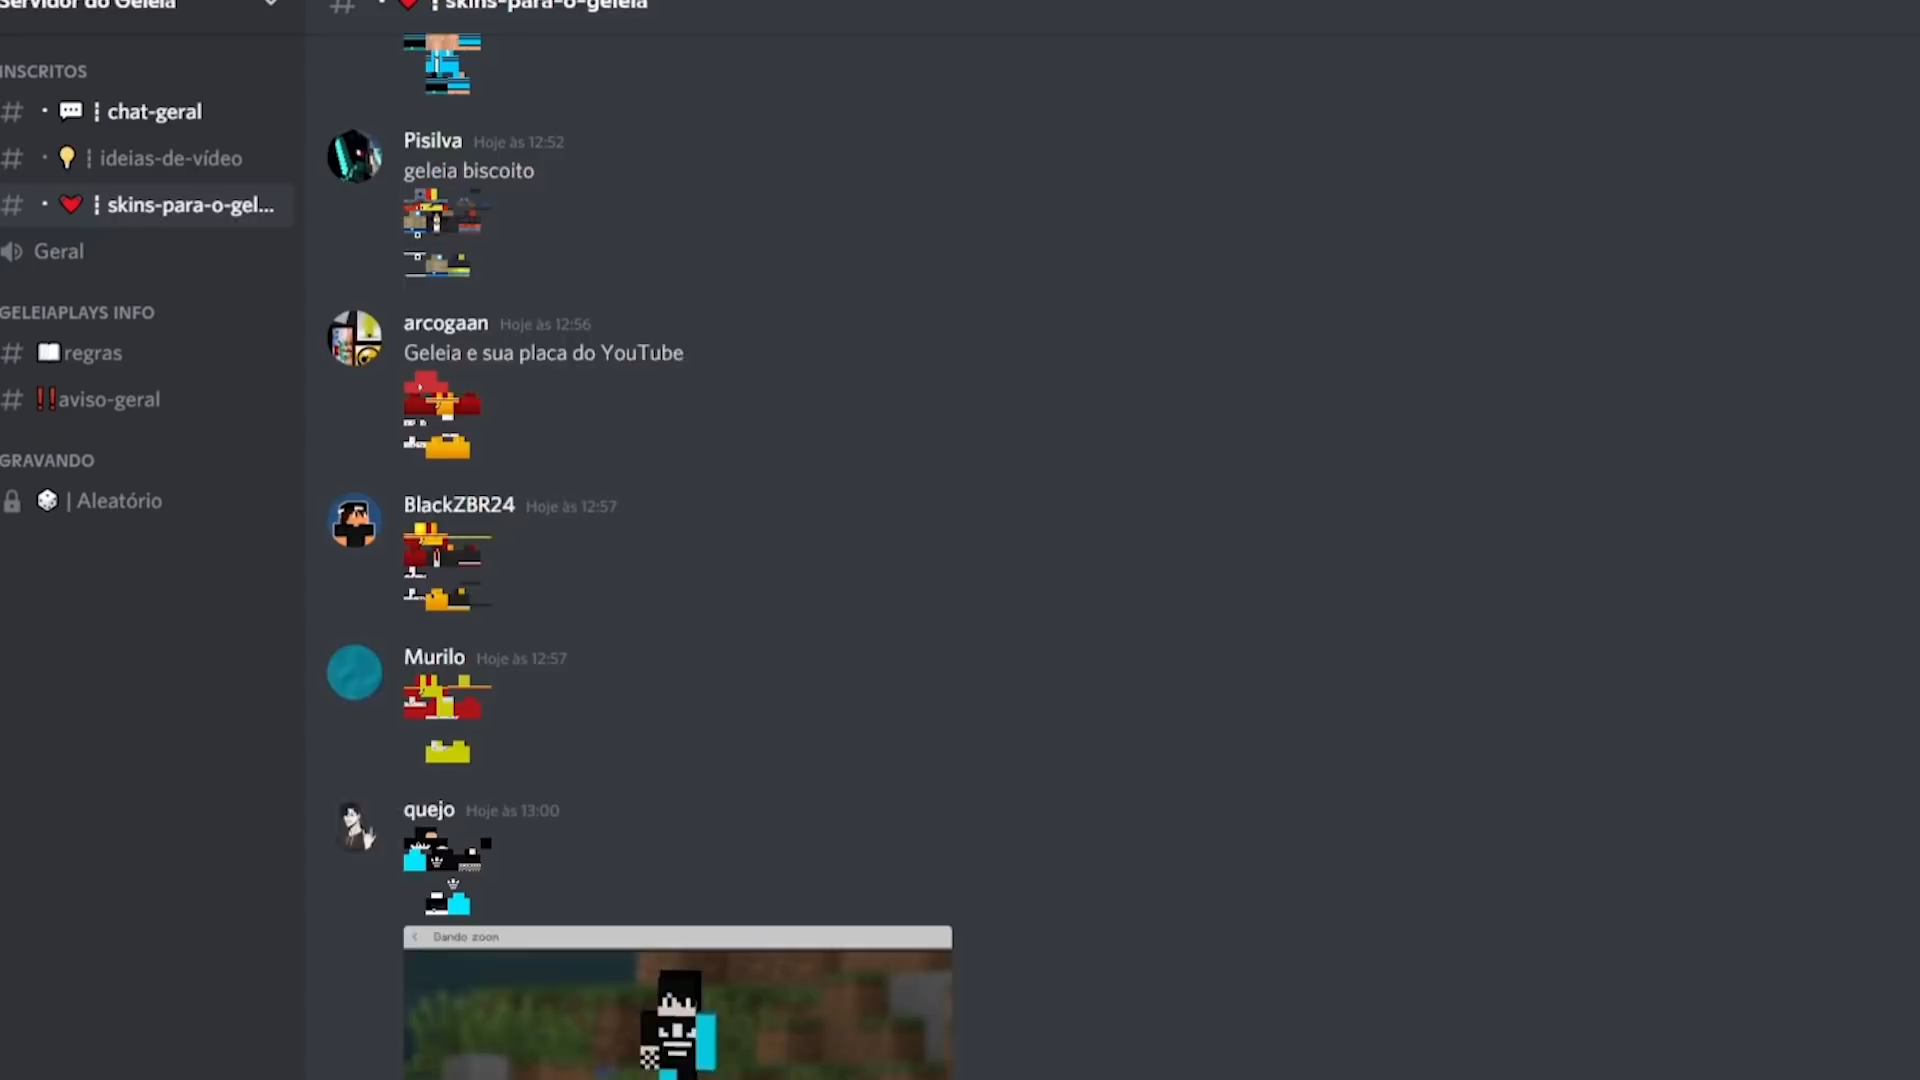 Servidor do Geleia
skins-para-o-geleia
INSCRITOS
chat-geral
ideias-de-vídeo
skins-para-o-gel...
Geral
GELEIAPLAYS INFO
regras
aviso-geral
GRAVANDO
| Aleatório
Pisilva Hoje às 12:52
geleia biscoito
arcogaan Hoje às 12:56
Geleia e sua placa do YouTube
BlackZBR24 Hoje às 12:57
Murilo Hoje às 12:57
quejo Hoje às 13:00
Dando zoon